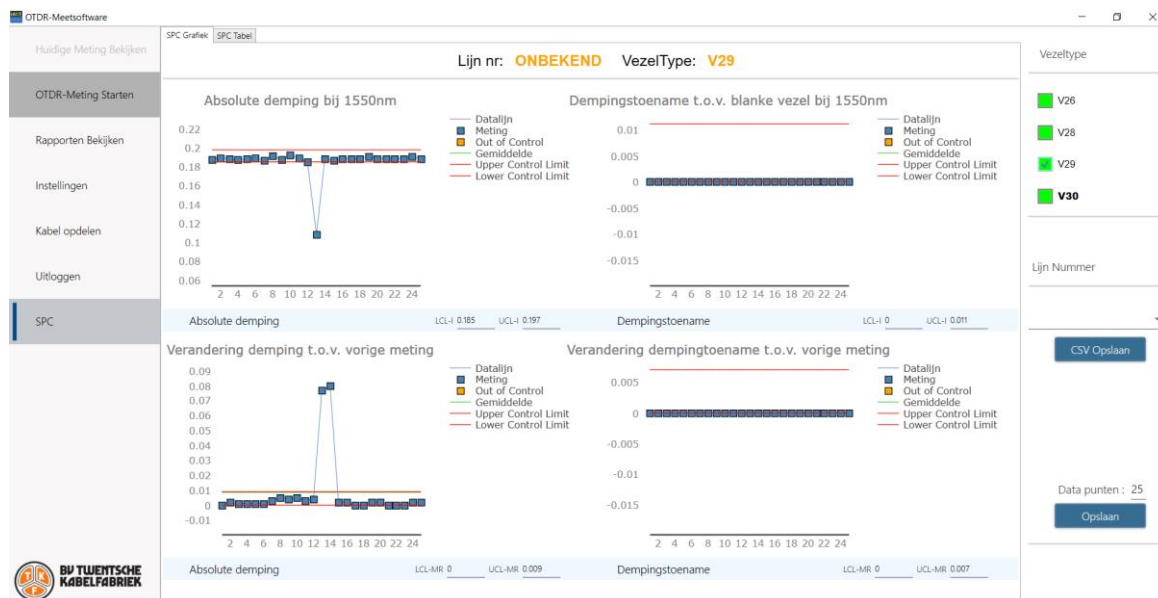 OTDR-Meetsoftware
Huidige Meting Bekijken
OTDR-Meting Starten
Rapporten Bekijken
Instellingen
Kabel opdelen
Uitloggen
SPC
BV TWENTSCHE
KABELFABRIEK
TKF
SPC Grafiek SPC Tabel
Lijn nr: ONBEKEND VezelType: V29
Absolute demping bij 1550nm
Datalijn
Meting
Out of Control
Gemiddelde
Upper Control Limit
Lower Control Limit
0.22
0.2
0.18
0.16
0.14
0.12
0.1
0.08
0.06
2 4 6 8 10 12 14 16 18 20 22 24
Absolute demping LCL-I 0.185 UCL-I 0.197
Dempingstoename t.o.v. blanke vezel bij 1550nm
Datalijn
Meting
Out of Control
Gemiddelde
Upper Control Limit
Lower Control Limit
0.01
0.005
0
-0.005
-0.01
-0.015
2 4 6 8 10 12 14 16 18 20 22 24
Dempingstoename LCL-I 0 UCL-I 0.011
Verandering demping t.o.v. vorige meting
Datalijn
Meting
Out of Control
Gemiddelde
Upper Control Limit
Lower Control Limit
0.09
0.08
0.07
0.06
0.05
0.04
0.03
0.02
0.01
0
-0.01
2 4 6 8 10 12 14 16 18 20 22 24
Absolute demping LCL-MR 0 UCL-MR 0.009
Verandering dempingtoename t.o.v. vorige meting
Datalijn
Meting
Out of Control
Gemiddelde
Upper Control Limit
Lower Control Limit
0.005
0
-0.005
-0.01
-0.015
2 4 6 8 10 12 14 16 18 20 22 24
Dempingstoename LCL-MR 0 UCL-MR 0.007
Vezeltype
V26
V28
V29
V30
Lijn Nummer
CSV Opslaan
Data punten : 25
Opslaan